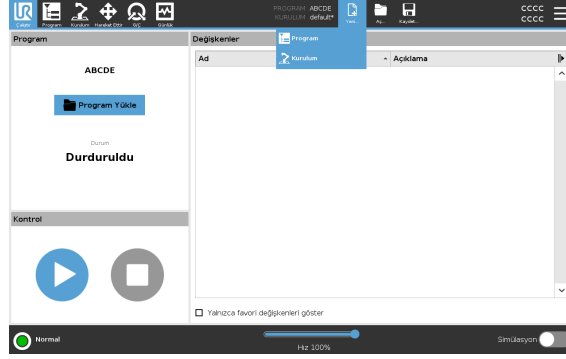 UR
Çalıştır Program Kurulum Hareket Ettir G/Ç Günlük
PROGRAM ABCDE
KURULUM default*
Yeni... Aç... Kaydet...
CCCC
CCCC
Program
Kurulum
Program
ABCDE
Program Yükle
Durum
Durduruldu
Kontrol
Değişkenler
Ad Açıklama
Yalnızca favori değişkenleri göster
Normal
Hız 100%
Simülasyon